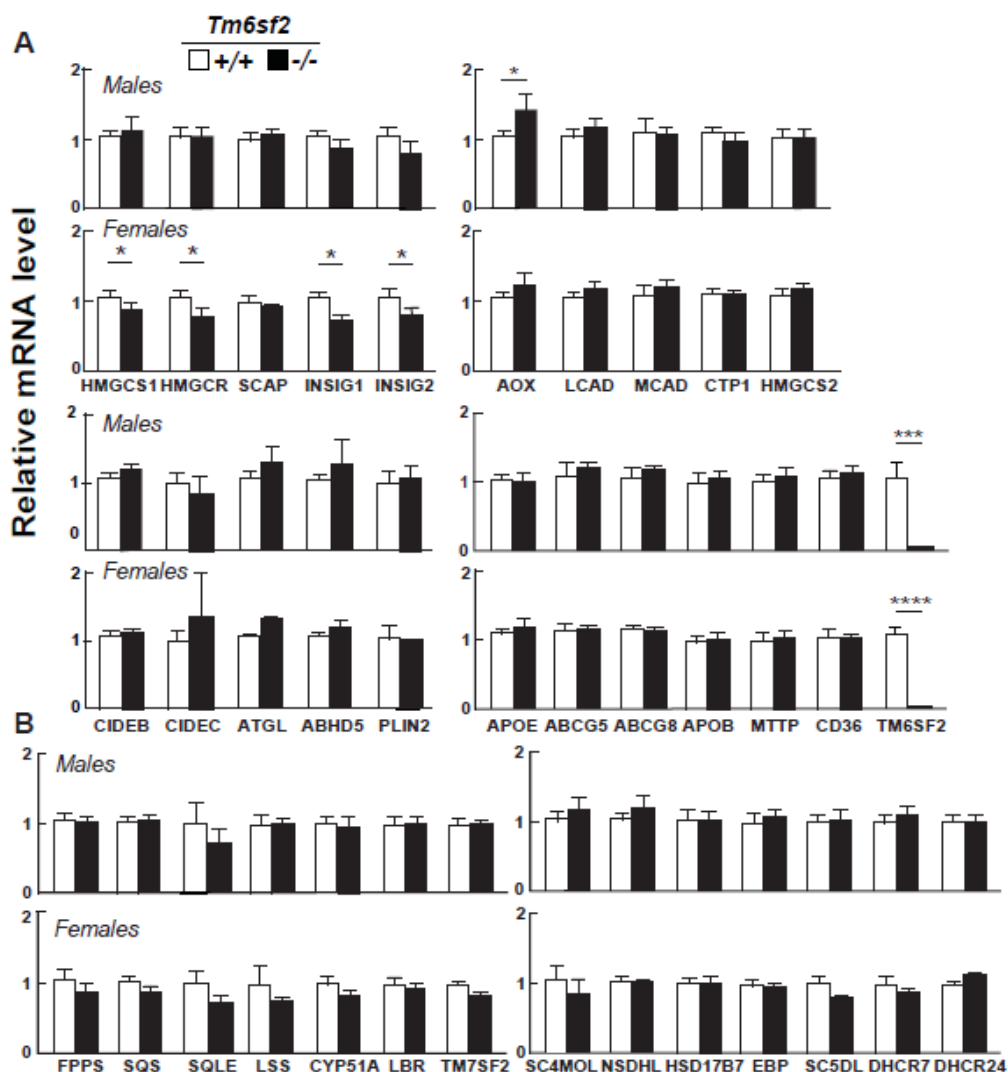 Tm6sf2
A
+/+ -/-
Relative mRNA level
2
Males
1
0
2
*
1
0
2
Females
* * * *
1
0
HMGCS1 HMGCR SCAP INSIG1 INSIG2
2
1
0
AOX LCAD MCAD CTP1 HMGCS2
2
Males
1
0
2
***
1
0
2
Females
1
0
CIDEB CIDEC ATGL ABHD5 PLIN2
2
****
1
0
APOE ABCG5 ABCG8 APOB MTTP CD36 TM6SF2
B
2
Males
1
0
2
1
0
2
Females
1
0
FPPS SQS SQLE LSS CYP51A LBR TM7SF2
2
1
0
SC4MOL NSDHL HSD17B7 EBP SC5DL DHCR7 DHCR24